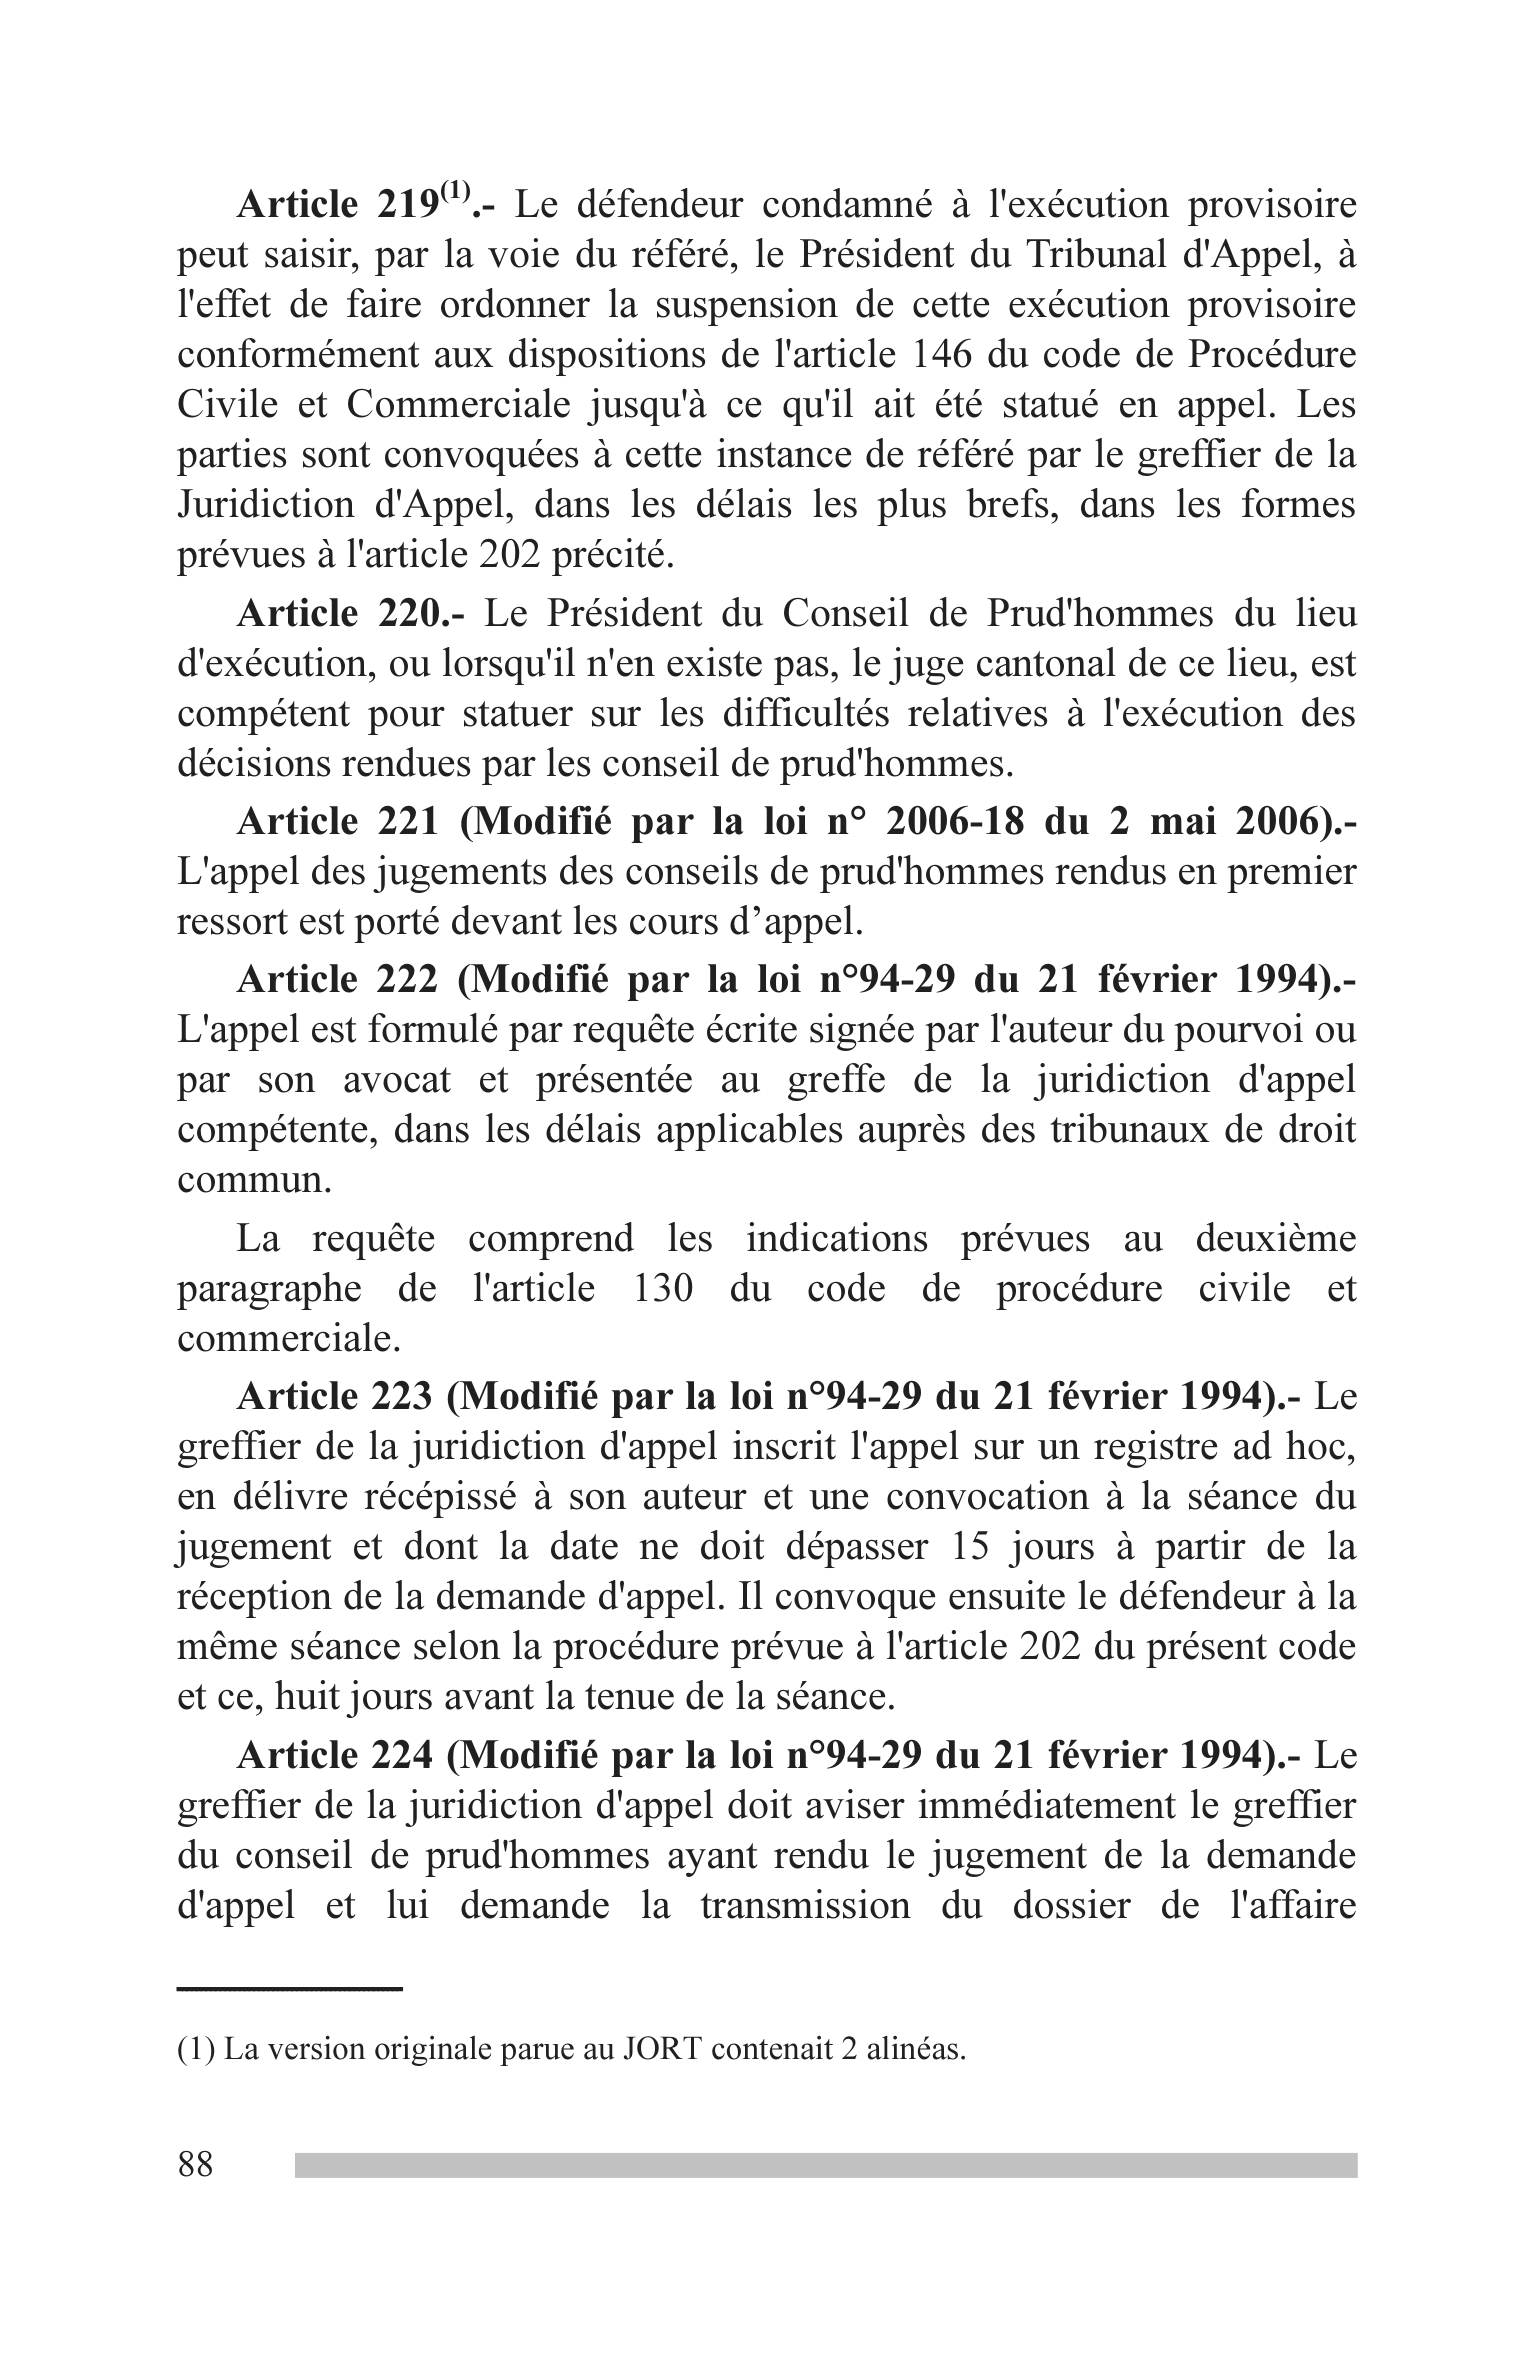 Article 219(1).- Le défendeur condamné à l'exécution provisoire
peut saisir, par la voie du référé, le Président du Tribunal d'Appel, à
l'effet de faire ordonner la suspension de cette exécution provisoire
conformément aux dispositions de l'article 146 du code de Procédure
Civile et Commerciale jusqu'à ce qu'il ait été statué en appel. Les
parties sont convoquées à cette instance de référé par le greffier de la
Juridiction d'Appel, dans les délais les plus brefs, dans les formes
prévues à l'article 202 précité.
Article 220.- Le Président du Conseil de Prud'hommes du lieu
d'exécution, ou lorsqu'il n'en existe pas, le juge cantonal de ce lieu, est
compétent pour statuer sur les difficultés relatives à l'exécution des
décisions rendues par les conseil de prud'hommes.
Article 221 (Modifié par la loi n° 2006-18 du 2 mai 2006).-
L'appel des jugements des conseils de prud'hommes rendus en premier
ressort est porté devant les cours d’appel.
Article 222 (Modifié par la loi n°94-29 du 21 février 1994).-
L'appel est formulé par requête écrite signée par l'auteur du pourvoi ou
par son avocat et présentée au greffe de la juridiction d'appel
compétente, dans les délais applicables auprès des tribunaux de droit
commun.
La requête comprend les indications prévues au deuxième
paragraphe de l'article 130 du code de procédure civile et
commerciale.
Article 223 (Modifié par la loi n°94-29 du 21 février 1994).- Le
greffier de la juridiction d'appel inscrit l'appel sur un registre ad hoc,
en délivre récépissé à son auteur et une convocation à la séance du
jugement et dont la date ne doit dépasser 15 jours à partir de la
réception de la demande d'appel. Il convoque ensuite le défendeur à la
même séance selon la procédure prévue à l'article 202 du présent code
et ce, huit jours avant la tenue de la séance.
Article 224 (Modifié par la loi n°94-29 du 21 février 1994).- Le
greffier de la juridiction d'appel doit aviser immédiatement le greffier
du conseil de prud'hommes ayant rendu le jugement de la demande
d'appel et lui demande la transmission du dossier de l'affaire
(1) La version originale parue au JORT contenait 2 alinéas.
88